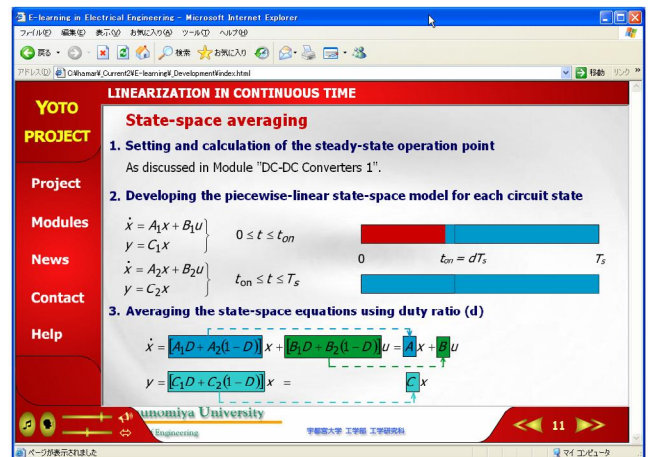 E-learning in Electrical Engineering - Microsoft Internet Explorer
ファイル(F) 編集(E) 表示(V) お気に入り(A) ツール(T) ヘルプ(H)
戻る 検索 お気に入り
アドレス(D) C:¥hamar¥_Current2¥E-learning¥_Development¥index.html 移動 リンク »
YOTO
PROJECT
Project
Modules
News
Contact
Help
LINEARIZATION IN CONTINUOUS TIME
State-space averaging
1. Setting and calculation of the steady-state operation point
As discussed in Module "DC-DC Converters 1".
2. Developing the piecewise-linear state-space model for each circuit state
ẋ = A₁x + B₁u
y = C₁x
0 ≤ t ≤ t_on
ẋ = A₂x + B₂u
y = C₂x
t_on ≤ t ≤ T_s
0 t_on = dT_s T_s
3. Averaging the state-space equations using duty ratio (d)
ẋ = [A₁D + A₂(1 − D)] x + [B₁D + B₂(1 − D)] u = A x + B u
y = [C₁D + C₂(1 − D)] x = C x
unomiya University
Engineering
宇都宮大学 工学部 工学研究科
<< 11 >>
ページが表示されました
マイ コンピュータ